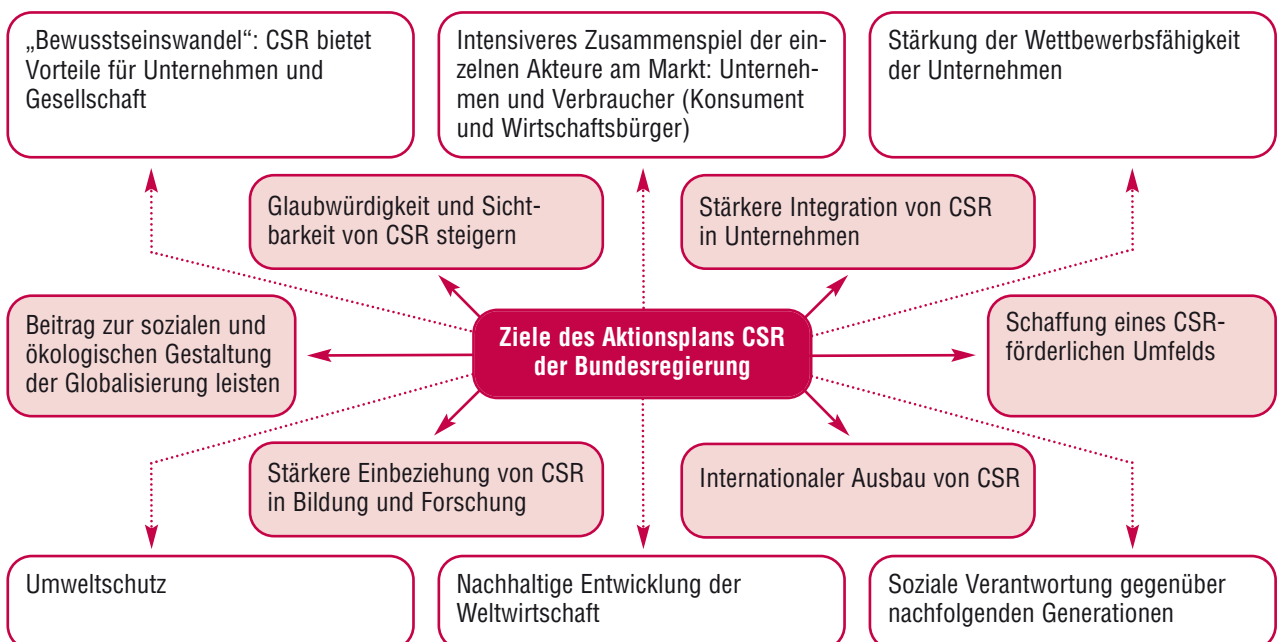 „Bewusstseinswandel“: CSR bietet
Vorteile für Unternehmen und
Gesellschaft
Intensiveres Zusammenspiel der ein-
zelnen Akteure am Markt: Unterneh-
men und Verbraucher (Konsument
und Wirtschaftsbürger)
Stärkung der Wettbewerbsfähigkeit
der Unternehmen
Glaubwürdigkeit und Sicht-
barkeit von CSR steigern
Stärkere Integration von CSR
in Unternehmen
Beitrag zur sozialen und
ökologischen Gestaltung
der Globalisierung leisten
Ziele des Aktionsplans CSR
der Bundesregierung
Schaffung eines CSR-
förderlichen Umfelds
Stärkere Einbeziehung von CSR
in Bildung und Forschung
Internationaler Ausbau von CSR
Umweltschutz
Nachhaltige Entwicklung der
Weltwirtschaft
Soziale Verantwortung gegenüber
nachfolgenden Generationen